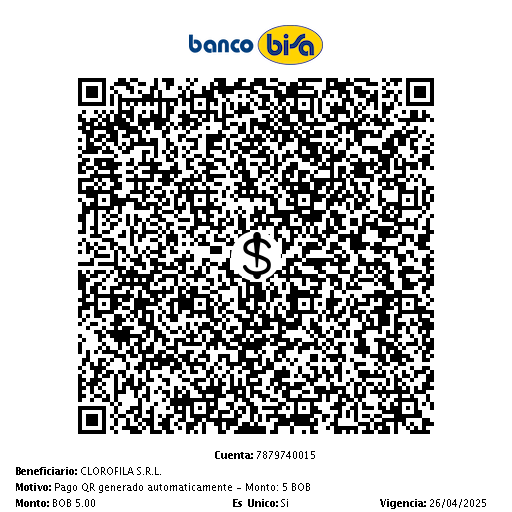 banco bisa
$
Cuenta: 7879740015
Beneficiario: CLOROFILA S.R.L.
Motivo: Pago QR generado automaticamente - Monto: 5 BOB
Monto: BOB 5.00 Es Unico: Si Vigencia: 26/04/2025